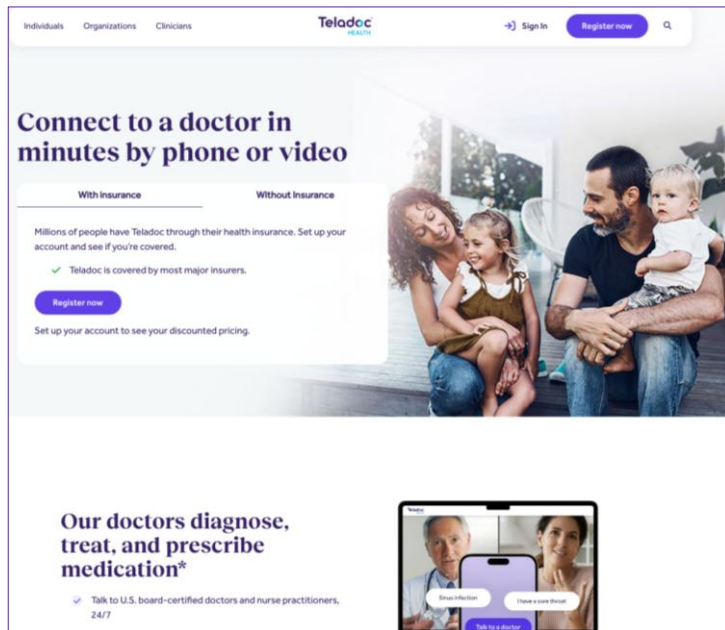 Individuals Organizations Clinicians
Teladoc
HEALTH
Sign In
Register now
Connect to a doctor in
minutes by phone or video
With insurance
Without Insurance
Millions of people have Teladoc through their health insurance. Set up your
account and see if you're covered.
Teladoc is covered by most major insurers.
Register now
Set up your account to see your discounted pricing.
Our doctors diagnose,
treat, and prescribe
medication*
Talk to U.S. board-certified doctors and nurse practitioners,
24/7
Teladoc
Sinus infection
I have a sore throat
Talk to a doctor